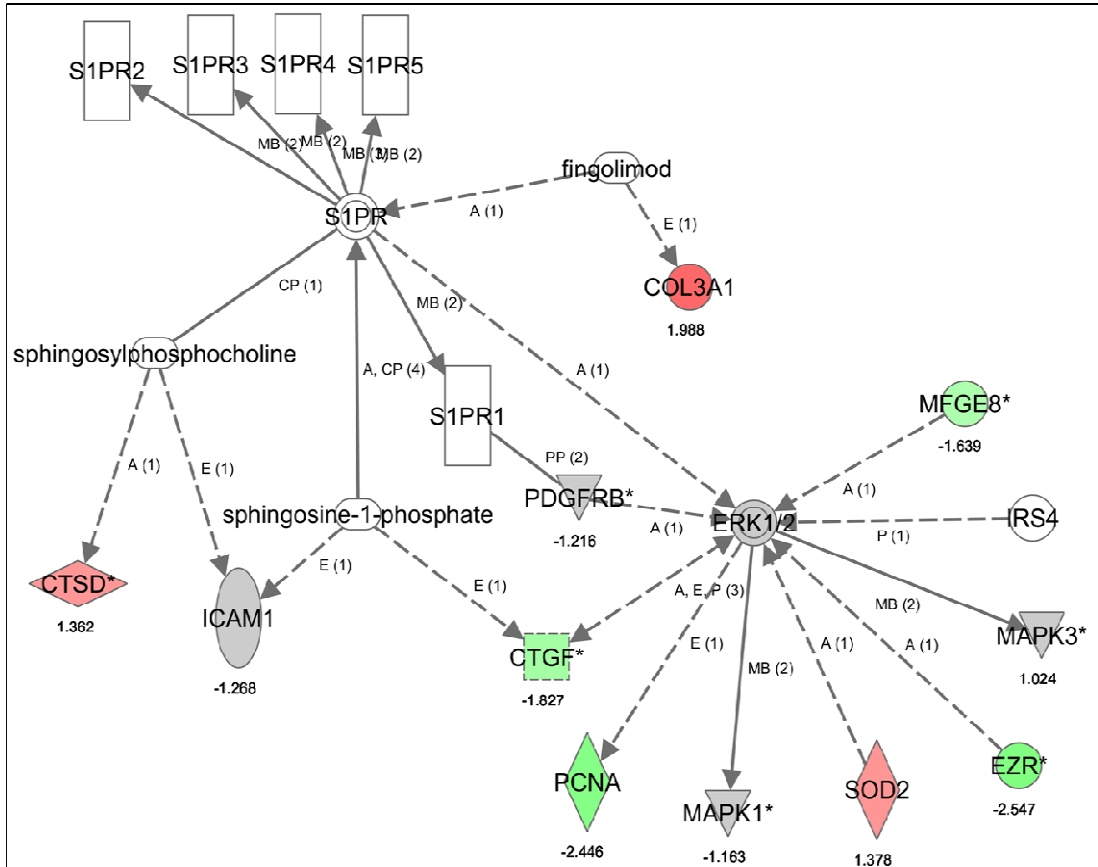 S1PR2
S1PR3
S1PR4
S1PR5
MB (2)
MB (2)
MB (2)
fingolimod
S1PR
A (1)
E (1)
COL3A1
1.988
CP (1)
MB (2)
sphingosylphosphocholine
A, CP (4)
A (1)
S1PR1
MFGE8*
-1.639
A (1)
E (1)
PP (2)
PDGFRB*
-1.216
A (1)
sphingosine-1-phosphate
A (1)
ERK1/2
IRS4
P (1)
E (1)
E (1)
CTSD*
1.362
ICAM1
-1.268
A, E, P (3)
MB (2)
CTGF*
-1.827
E (1)
MB (2)
A (1)
A (1)
MAPK3*
1.024
PCNA
-2.446
MAPK1*
-1.163
SOD2
1.378
EZR*
-2.547